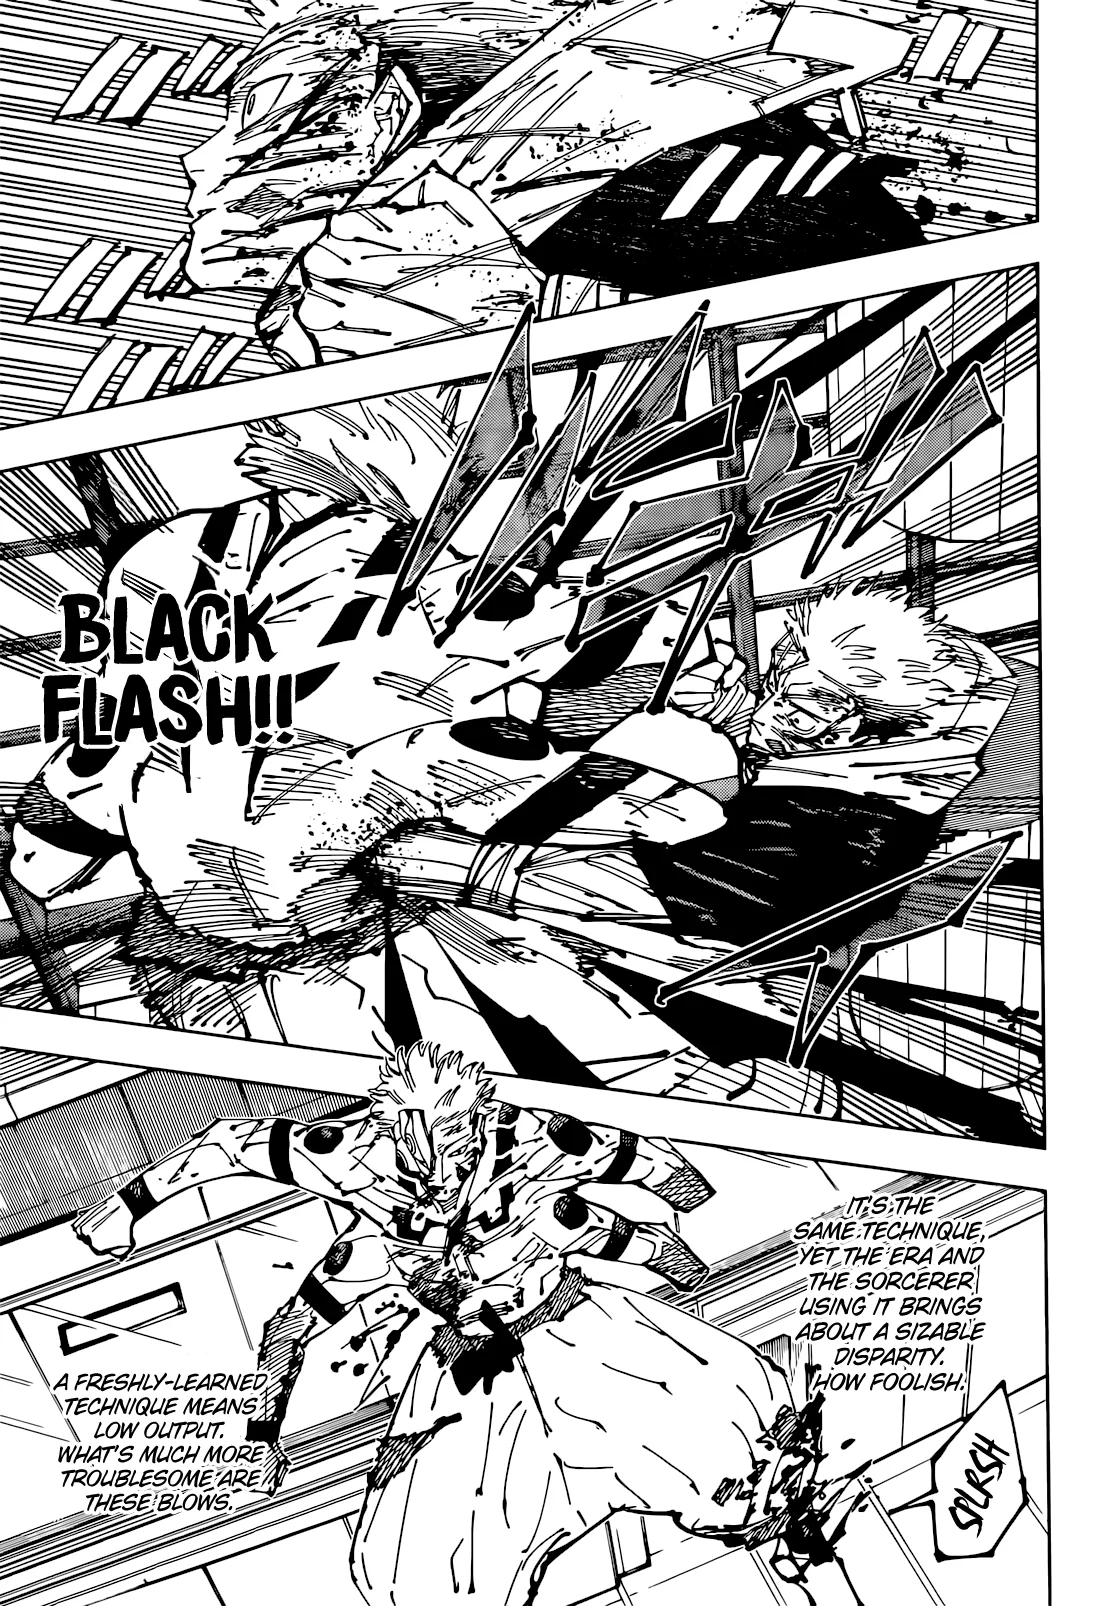 BLACK
FLASH!!
IT'S THE
SAME TECHNIQUE,
YET THE ERA AND
THE SORCERER
USING IT BRINGS
ABOUT A SIZABLE
DISPARITY.
HOW FOOLISH.
A FRESHLY-LEARNED
TECHNIQUE MEANS
LOW OUTPUT.
WHAT'S MUCH MORE
TROUBLESOME ARE
THESE BLOWS.
SPLRSH